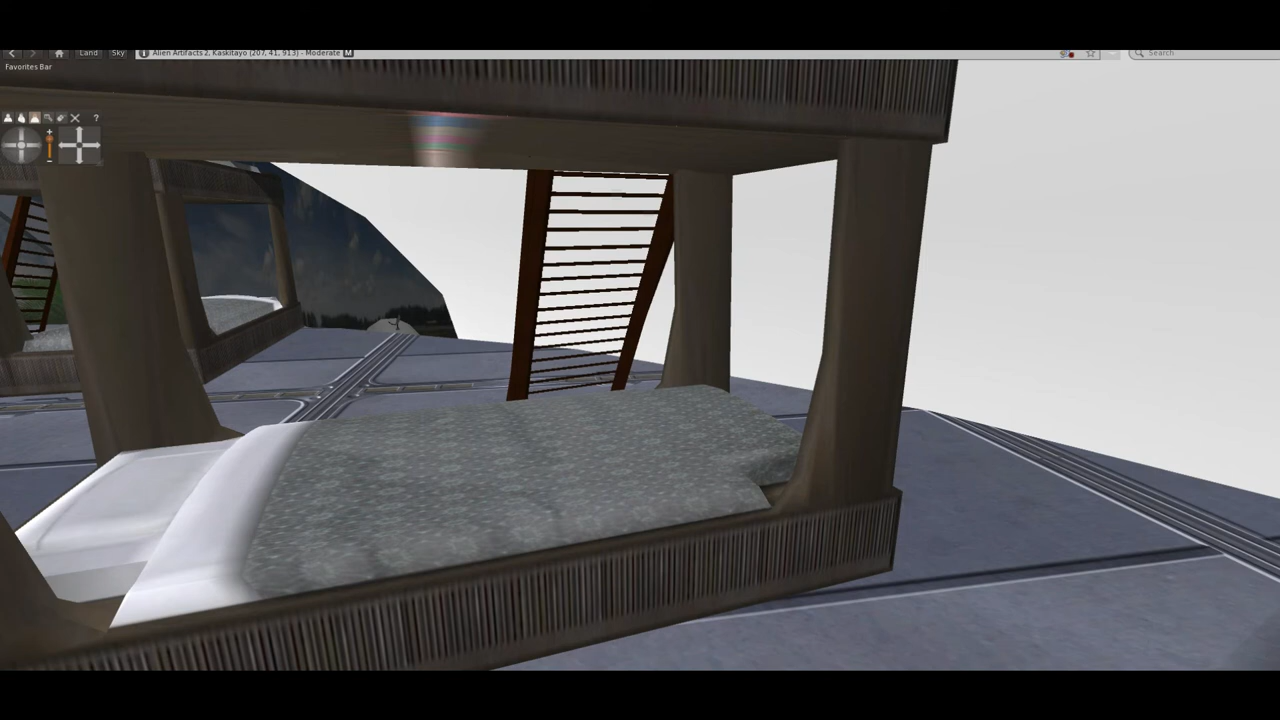 Land Sky Alien Artifacts 2, Kaskitayo (207, 41, 913) - Moderate M Search
Favorites Bar
?